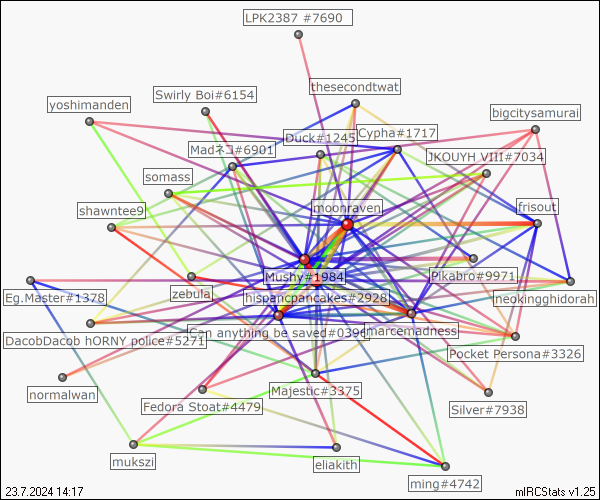 LPK2387 #7690
thesecondtwat
Swirly Boi#6154
yoshimanden
bigcitysamurai
Cypha#1717
Duck#1245
Madネコ#6901
JKOUYH VIII#7034
somass
moonraven
frisout
shawntee9
Mushy#1984
Pikabro#9971
zebula
hispancpancakes#2928
Eg.Master#1378
neokingghidorah
Can anything be saved#0396
marcemadness
DacobDacob hORNY police#5271
Pocket Persona#3326
normalwan
Majestic#3375
Fedora Stoat#4479
Silver#7938
mukszi
eliakith
ming#4742
23.7.2024 14:17
mIRCStats v1.25